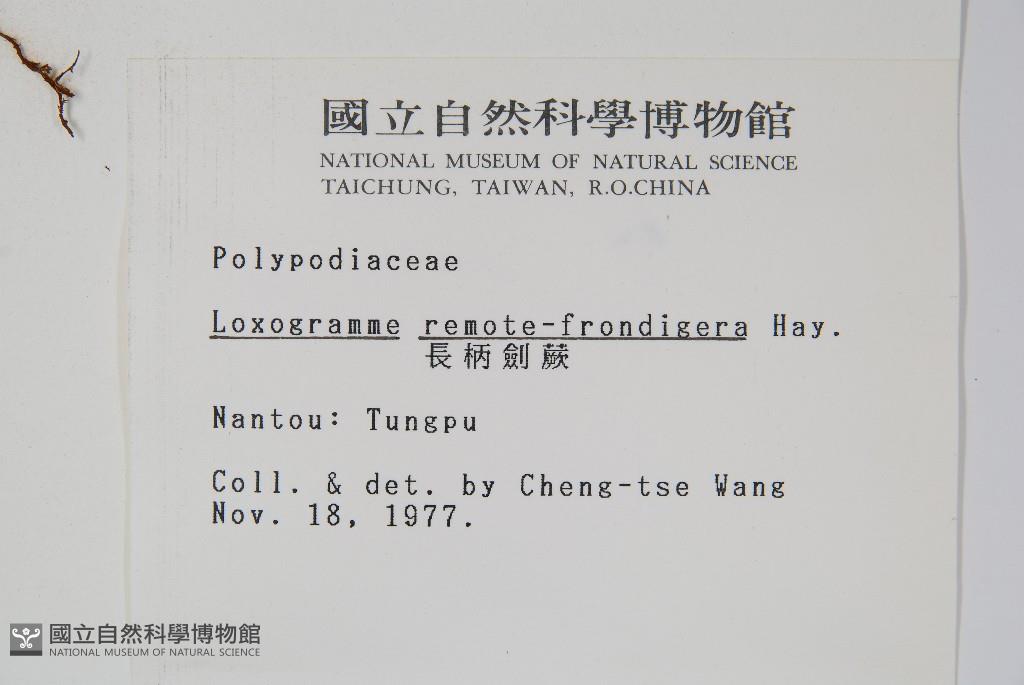 國立自然科學博物館
NATIONAL MUSEUM OF NATURAL SCIENCE
TAICHUNG, TAIWAN, R.O.CHINA
Polypodiaceae
Loxogramme remote-frondigera Hay.
長柄劍蕨
Nantou: Tungpu
Coll. & det. by Cheng-tse Wang
Nov. 18, 1977.
國立自然科學博物館
NATIONAL MUSEUM OF NATURAL SCIENCE